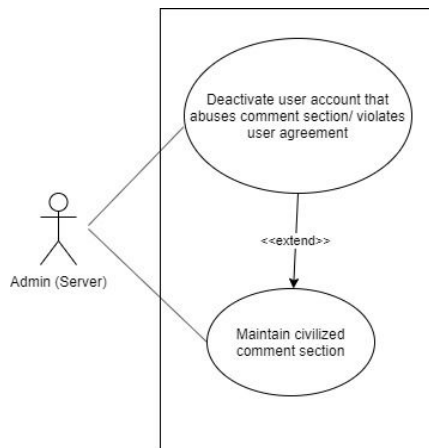 Deactivate user account that
abuses comment section/ violates
user agreement
<<extend>>
Admin (Server)
Maintain civilized
comment section